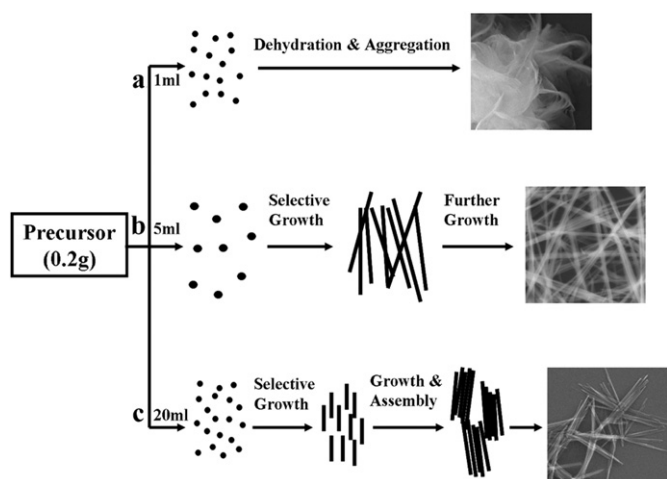 Dehydration & Aggregation
a
1ml
Selective
Growth
Further
Growth
Precursor
(0.2g)
b
5ml
c
20ml
Selective
Growth
Growth &
Assembly